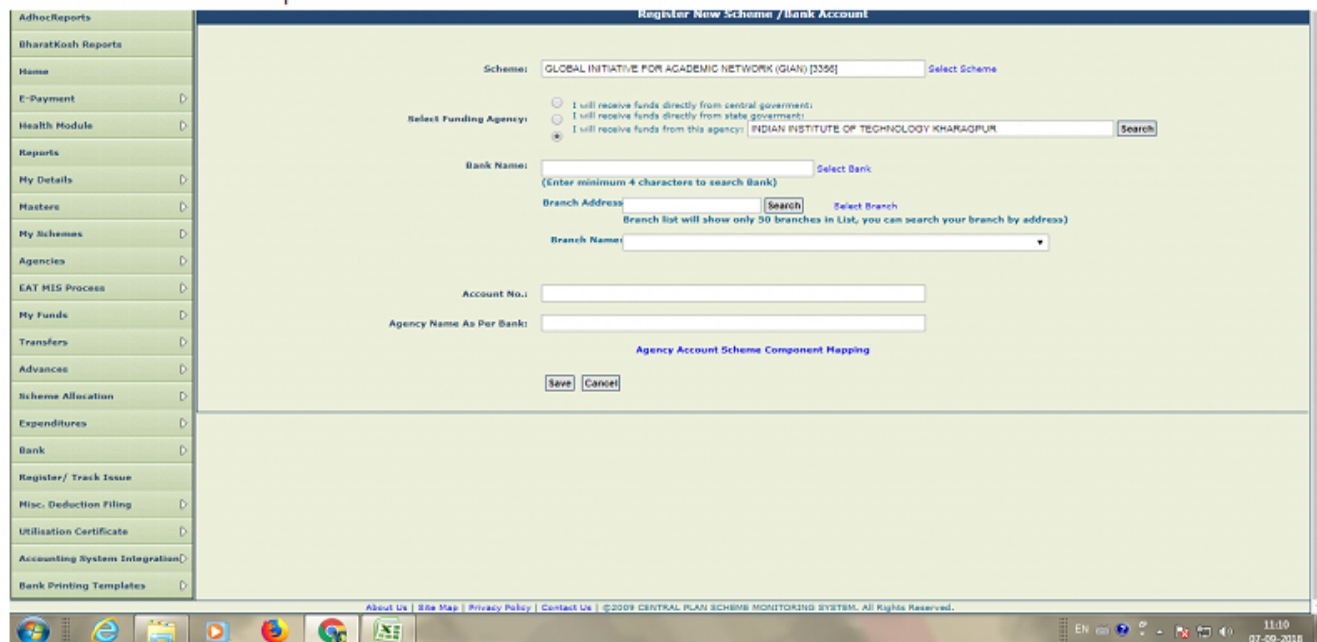 Register New Scheme /Bank Account
AdhocReports
BharatKosh Reports
Home
E-Payment
Health Module
Reports
My Details
Masters
My Schemes
Agencies
EAT MIS Process
My Funds
Transfers
Advances
Scheme Allocation
Expenditures
Bank
Register/ Track Issue
Misc. Deduction Filing
Utilisation Certificate
Accounting System Integration
Bank Printing Templates
Scheme: GLOBAL INITIATIVE FOR ACADEMIC NETWORK (GIAN) [3356] Select Scheme
Select Funding Agency:
I will receive funds directly from central goverment:
I will receive funds directly from state goverment:
I will receive funds from this agency: INDIAN INSTITUTE OF TECHNOLOGY KHARAGPUR Search
Bank Name: Select Bank
(Enter minimum 4 characters to search Bank)
Branch Address Search Select Branch
Branch list will show only 50 branches in List, you can search your branch by address)
Branch Name:
Account No.:
Agency Name As Per Bank:
Agency Account Scheme Component Mapping
Save Cancel
About Us | Site Map | Privacy Policy | Contact Us | ©2009 CENTRAL PLAN SCHEME MONITORING SYSTEM. All Rights Reserved.
EN 11:10
07-09-2018